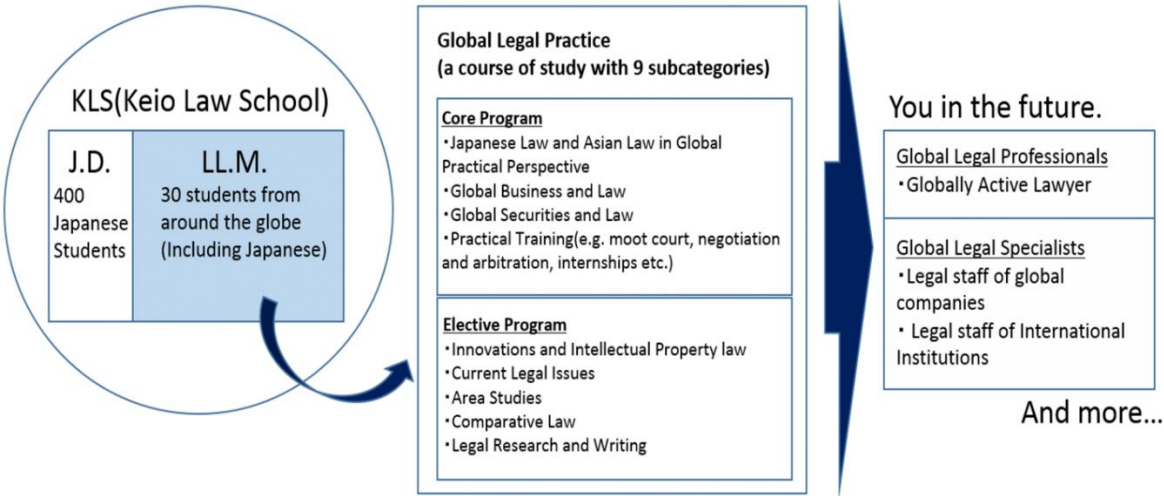 KLS(Keio Law School)
J.D.
400
Japanese
Students
LL.M.
30 students from
around the globe
(Including Japanese)
Global Legal Practice
(a course of study with 9 subcategories)
Core Program
・Japanese Law and Asian Law in Global
Practical Perspective
・Global Business and Law
・Global Securities and Law
・Practical Training(e.g. moot court, negotiation
and arbitration, internships etc.)
Elective Program
・Innovations and Intellectual Property law
・Current Legal Issues
・Area Studies
・Comparative Law
・Legal Research and Writing
You in the future.
Global Legal Professionals
・Globally Active Lawyer
Global Legal Specialists
・Legal staff of global
companies
・ Legal staff of International
Institutions
And more…